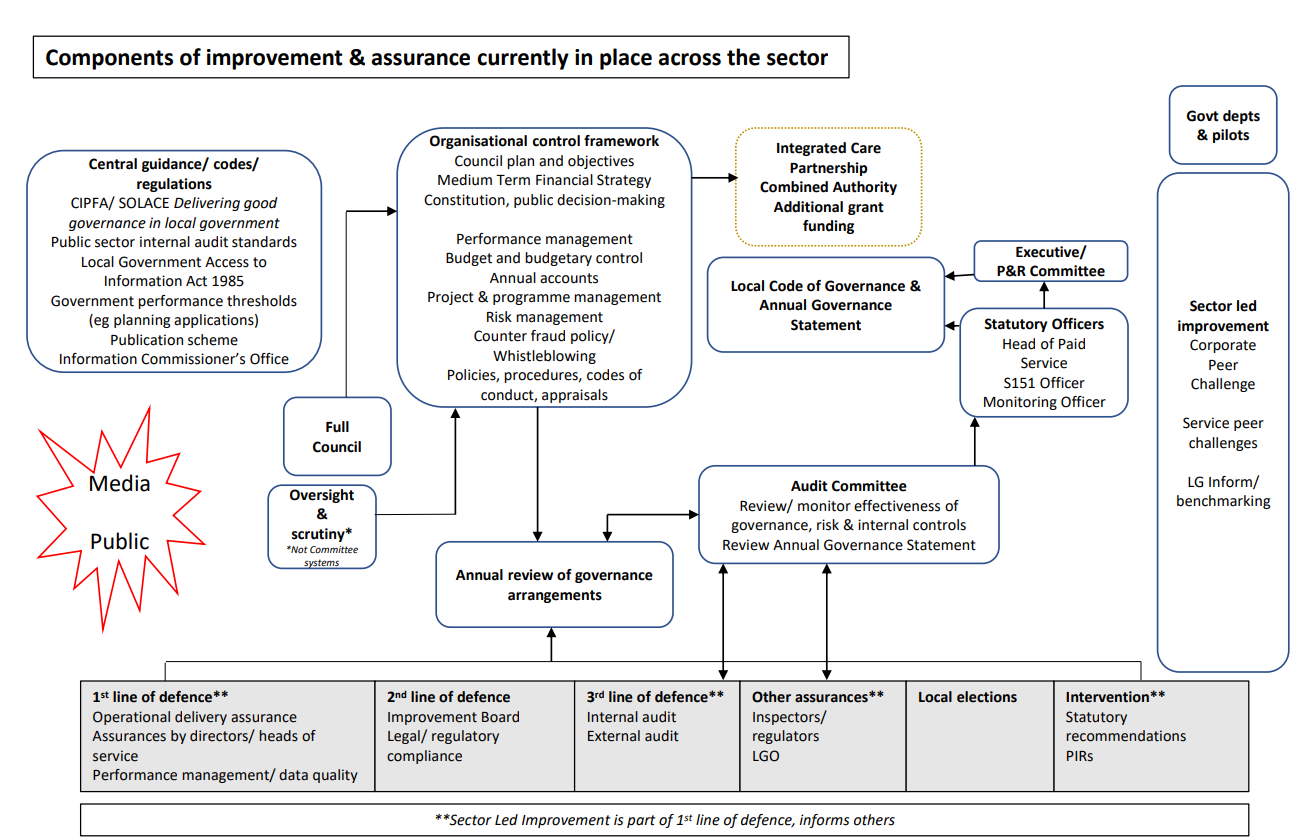 Components of improvement & assurance currently in place across the sector
Govt depts
& pilots
Central guidance/ codes/
regulations
CIPFA/ SOLACE Delivering good
governance in local government
Public sector internal audit standards
Local Government Access to
Information Act 1985
Government performance thresholds
(eg planning applications)
Publication scheme
Information Commissioner's Office
Organisational control framework
Council plan and objectives
Medium Term Financial Strategy
Constitution, public decision-making
Performance management
Budget and budgetary control
Annual accounts
Project & programme management
Risk management
Counter fraud policy/
Whistleblowing
Policies, procedures, codes of
conduct, appraisals
Integrated Care
Partnership
Combined Authority
Additional grant
funding
Executive/
P&R Committee
Local Code of Governance &
Annual Governance
Statement
Statutory Officers
Head of Paid
Service
S151 Officer
Monitoring Officer
Sector led
improvement
Corporate
Peer
Challenge
Service peer
challenges
LG Inform/
benchmarking
Full
Council
Media
Public
Oversight
&
scrutiny*
*Not Committee
systems
Audit Committee
Review/ monitor effectiveness of
governance, risk & internal controls
Review Annual Governance Statement
Annual review of governance
arrangements
1st line of defence**
Operational delivery assurance
Assurances by directors/ heads of
service
Performance management/ data quality
2nd line of defence
Improvement Board
Legal/ regulatory
compliance
3rd line of defence**
Internal audit
External audit
Other assurances**
Inspectors/
regulators
LGO
Local elections
Intervention**
Statutory
recommendations
PIRs
**Sector Led Improvement is part of 1st line of defence, informs others